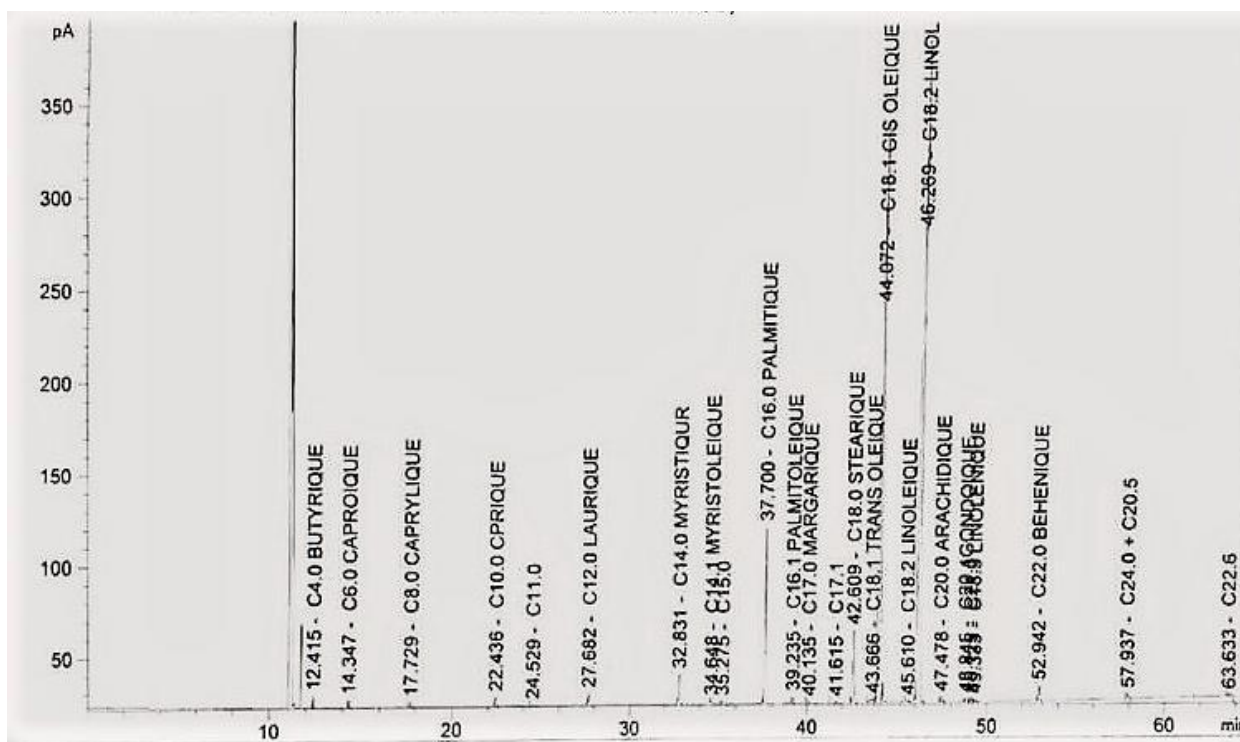 pA
350
300
250
200
150
100
50
12.415 - C4.0 BUTYRIQUE
14.347 - C6.0 CAPROIQUE
17.729 - C8.0 CAPRYLIQUE
22.436 - C10.0 CPRIQUE
24.529 - C11.0
27.682 - C12.0 LAURIQUE
32.831 - C14.0 MYRISTIQUR
34.648 - C14.1 MYRISTOLEIQUE
35.275 - C15.0
37.700 - C16.0 PALMITIQUE
39.235 - C16.1 PALMITOLEIQUE
40.135 - C17.0 MARGARIQUE
41.615 - C17.1
42.609 - C18.0 STEARIQUE
43.666 - C18.1 TRANS OLEIQUE
44.072 - C18.1 CIS OLEIQUE
45.610 - C18.2 LINOLEIQUE
46.269 - C18.2 LINOL
47.478 - C20.0 ARACHIDIQUE
LINOLENIQUE
52.942 - C22.0 BEHENIQUE
57.937 - C24.0 + C20.5
63.633 - C22.6
10
20
30
40
50
60